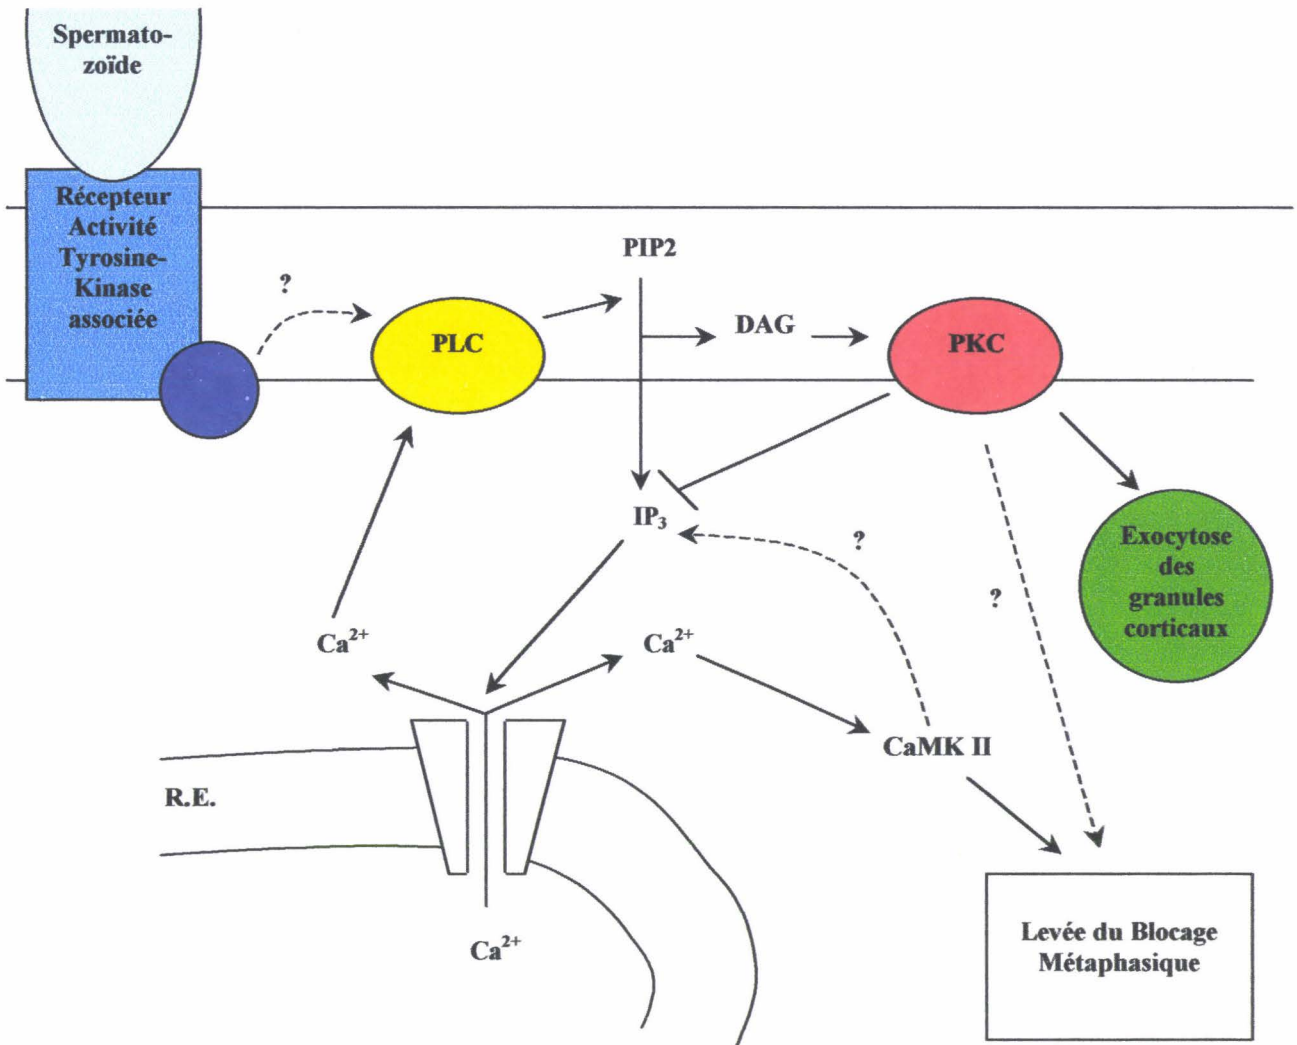 Spermato-
zoïde
Récepteur
Activité
Tyrosine-
Kinase
associée
?
PLC
PIP2
DAG
PKC
IP₃
?
?
Exocytose
des
granules
corticaux
Ca²⁺
Ca²⁺
CaMK II
R.E.
Ca²⁺
Levée du Blocage
Métaphasique